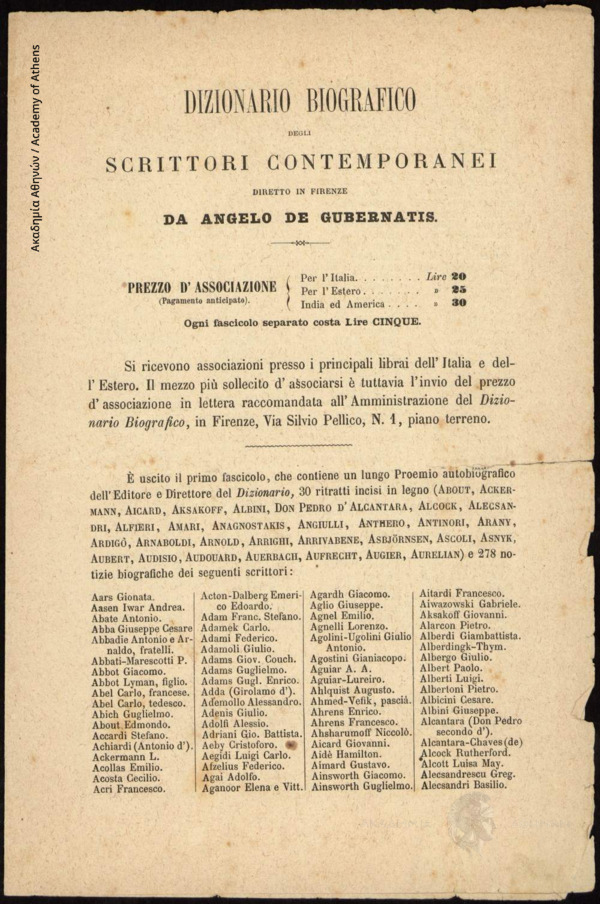 Ακαδημία Αθηνών / Academy of Athens
DIZIONARIO BIOGRAFICO
DEGLI
SCRITTORI CONTEMPORANEI
DIRETTO IN FIRENZE
DA ANGELO DE GUBERNATIS.
PREZZO D'ASSOCIAZIONE
(Pagamento anticipato).
Per l'Italia. . . . . . . . . Lire 20
Per l'Estero . . . . . . . . » 25
India ed America . . . . » 30
Ogni fascicolo separato costa Lire CINQUE.
Si ricevono associazioni presso i principali librai dell'Italia e del-
l'Estero. Il mezzo più sollecito d'associarsi è tuttavia l'invio del prezzo
d'associazione in lettera raccomandata all'Amministrazione del Dizio-
nario Biografico, in Firenze, Via Silvio Pellico, N. 1, piano terreno.
È uscito il primo fascicolo, che contiene un lungo Proemio autobiografico
dell'Editore e Direttore del Dizionario, 30 ritratti incisi in legno (ABOUT, ACKER-
MANN, AICARD, AKSAKOFF, ALBINI, DON PEDRO D'ALCANTARA, ALCOCK, ALECSAN-
DRI, ALFIERI, AMARI, ANAGNOSTAKIS, ANGIULLI, ANTHERO, ANTINORI, ARANY,
ARDIGÒ, ARNABOLDI, ARNOLD, ARRIGHI, ARRIVABENE, ASBJÖRNSEN, ASCOLI, ASNYK,
AUBERT, AUDISIO, AUDOUARD, AUERBACH, AUFRECHT, AUGIER, AURELIAN) e 278 no-
tizie biografiche dei seguenti scrittori:
Aars Gionata.
Aasen Iwar Andrea.
Abate Antonio.
Abba Giuseppe Cesare
Abbadie Antonio e Ar-
naldo, fratelli.
Abbati-Marescotti P.
Abbot Giacomo.
Abbot Lyman, figlio.
Abel Carlo, francese.
Abel Carlo, tedesco.
Abich Guglielmo.
About Edmondo.
Accardi Stefano.
Achiardi (Antonio d').
Ackermann L.
Acollas Emilio.
Acosta Cecilio.
Acri Francesco.
Acton-Dalberg Emeri-
co Edoardo.
Adam Franc. Stefano.
Adamek Carlo.
Adami Federico.
Adamoli Giulio.
Adams Giov. Couch.
Adams Guglielmo.
Adams Gugl. Enrico.
Adda (Girolamo d').
Ademollo Alessandro.
Adenis Giulio.
Adolfi Alessio.
Adriani Gio. Battista.
Aeby Cristoforo.
Aegidi Luigi Carlo.
Afzelius Federico.
Agai Adolfo.
Aganoor Elena e Vitt.
Agardh Giacomo.
Aglio Giuseppe.
Agnel Emilio.
Agnelli Lorenzo.
Agolini-Ugolini Giulio
Antonio.
Agostini Gianiacopo.
Aguiar A. A.
Aguiar-Lureiro.
Ahlquist Augusto.
Ahmed-Vefik, pascià.
Ahrens Enrico.
Ahrens Francesco.
Ahsharumoff Niccolò.
Aicard Giovanni.
Aidè Hamilton.
Aimard Gustavo.
Ainsworth Giacomo.
Ainsworth Guglielmo.
Aitardi Francesco.
Aiwazowski Gabriele.
Aksakoff Giovanni.
Alarcon Pietro.
Alberdi Giambattista.
Alberdingk-Thym.
Albergo Giulio.
Albert Paolo.
Alberti Luigi.
Albertoni Pietro.
Albicini Cesare.
Albini Giuseppe.
Alcantara (Don Pedro
secondo d').
Alcantara-Chaves (de)
Alcock Rutherford.
Alcott Luisa May.
Alecsandrescu Greg.
Alecsandri Basilio.